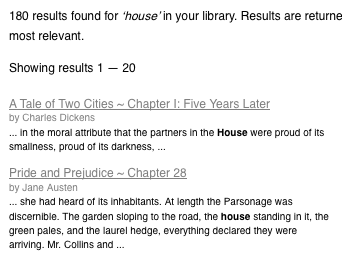 180 results found for ‘house’ in your library. Results are returne
most relevant.
Showing results 1 — 20
A Tale of Two Cities ~ Chapter I: Five Years Later
by Charles Dickens
... in the moral attribute that the partners in the House were proud of its
smallness, proud of its darkness, ...
Pride and Prejudice ~ Chapter 28
by Jane Austen
... she had heard of its inhabitants. At length the Parsonage was
discernible. The garden sloping to the road, the house standing in it, the
green pales, and the laurel hedge, everything declared they were
arriving. Mr. Collins and ...